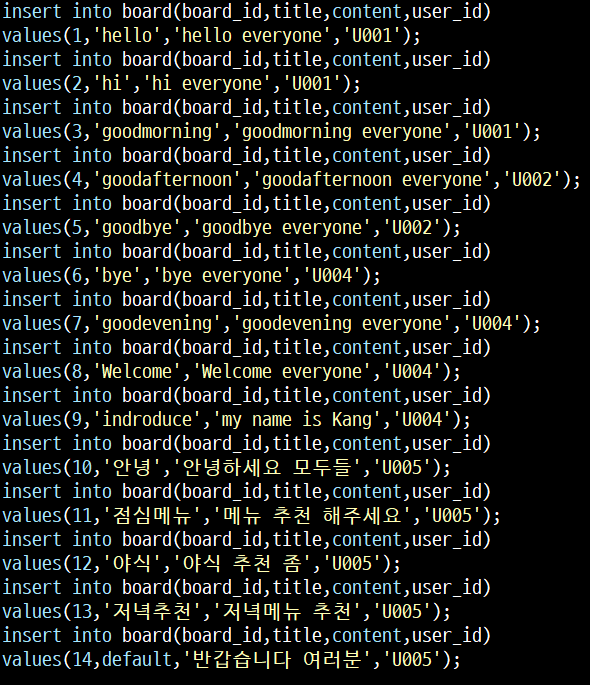 insert into board(board_id,title,content,user_id)
values(1,'hello','hello everyone','U001');
insert into board(board_id,title,content,user_id)
values(2,'hi','hi everyone','U001');
insert into board(board_id,title,content,user_id)
values(3,'goodmorning','goodmorning everyone','U001');
insert into board(board_id,title,content,user_id)
values(4,'goodafternoon','goodafternoon everyone','U002');
insert into board(board_id,title,content,user_id)
values(5,'goodbye','goodbye everyone','U002');
insert into board(board_id,title,content,user_id)
values(6,'bye','bye everyone','U004');
insert into board(board_id,title,content,user_id)
values(7,'goodevening','goodevening everyone','U004');
insert into board(board_id,title,content,user_id)
values(8,'Welcome','Welcome everyone','U004');
insert into board(board_id,title,content,user_id)
values(9,'indroduce','my name is Kang','U004');
insert into board(board_id,title,content,user_id)
values(10,'안녕','안녕하세요 모두들','U005');
insert into board(board_id,title,content,user_id)
values(11,'점심메뉴','메뉴 추천 해주세요','U005');
insert into board(board_id,title,content,user_id)
values(12,'야식','야식 추천 좀','U005');
insert into board(board_id,title,content,user_id)
values(13,'저녁추천','저녁메뉴 추천','U005');
insert into board(board_id,title,content,user_id)
values(14,default,'반갑습니다 여러분','U005');